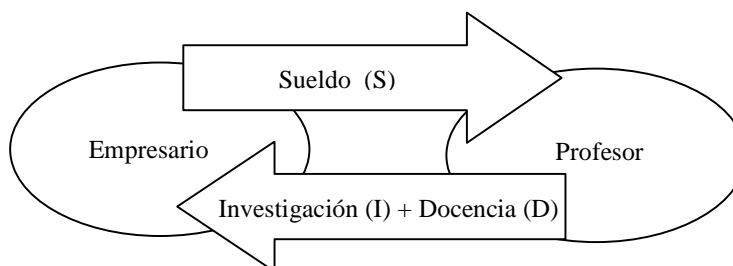 Sueldo (S)
Empresario
Profesor
Investigación (I) + Docencia (D)